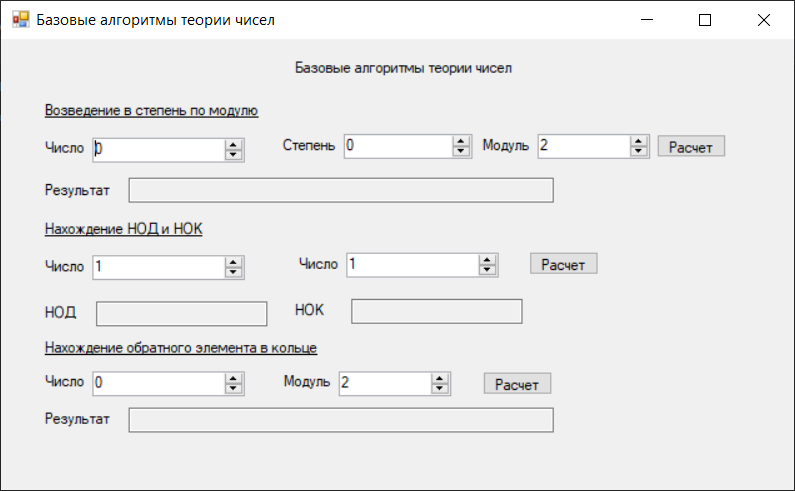 Базовые алгоритмы теории чисел
Базовые алгоритмы теории чисел
Возведение в степень по модулю
Число 0 Степень 0 Модуль 2 Расчет
Результат
Нахождение НОД и НОК
Число 1 Число 1 Расчет
НОД НОК
Нахождение обратного элемента в кольце
Число 0 Модуль 2 Расчет
Результат